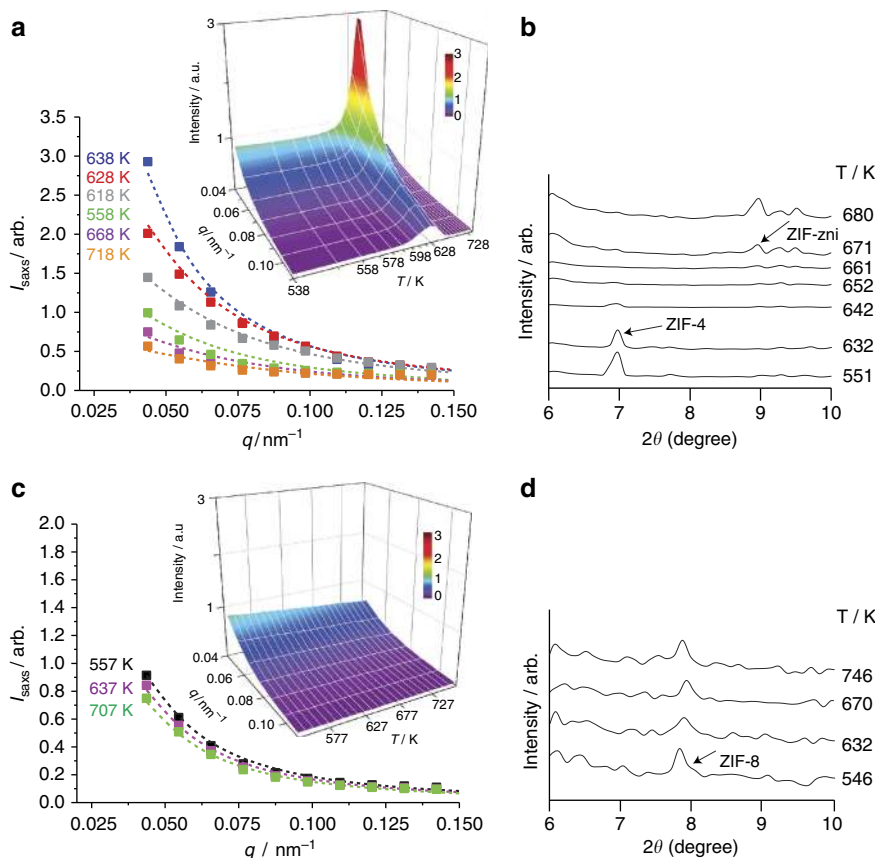 a
I_saxs / arb.
3.5
3.0
2.5
2.0
1.5
1.0
0.5
0.0
638 K
628 K
618 K
558 K
668 K
718 K
0.025 0.050 0.075 0.100 0.125 0.150
q/nm⁻¹
Intensity / a.u.
3
1
0.04
0.06
0.08
0.10
q/nm⁻¹
538
558
578
598
628
728
T / K
3
2
1
0
b
Intensity / arb.
T / K
680
ZIF-zni
671
661
652
642
ZIF-4
632
551
6 7 8 9 10
2θ (degree)
c
I_saxs / arb.
2.0
1.8
1.6
1.4
1.2
1.0
0.8
0.6
0.4
0.2
0.0
557 K
637 K
707 K
0.025 0.050 0.075 0.100 0.125 0.150
q / nm⁻¹
Intensity / a.u
3
1
0.04
0.06
0.08
0.10
q/nm⁻¹
577
627
677
727
T / K
3
2
1
0
d
Intensity / arb.
T / K
746
670
632
ZIF-8
546
6 7 8 9 10
2θ (degree)